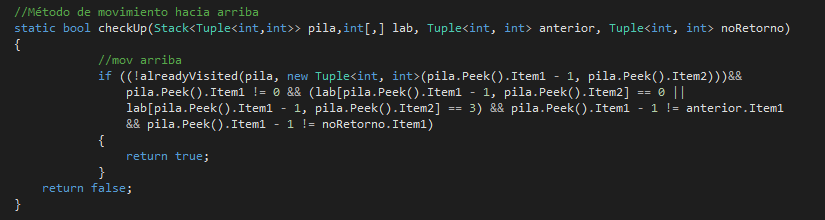 //Método de movimiento hacia arriba
static bool checkUp(Stack<Tuple<int,int>> pila,int[,] lab, Tuple<int, int> anterior, Tuple<int, int> noRetorno)
{
//mov arriba
if ((!alreadyVisited(pila, new Tuple<int, int>(pila.Peek().Item1 - 1, pila.Peek().Item2)))&&
pila.Peek().Item1 != 0 && (lab[pila.Peek().Item1 - 1, pila.Peek().Item2] == 0 ||
lab[pila.Peek().Item1 - 1, pila.Peek().Item2] == 3) && pila.Peek().Item1 - 1 != anterior.Item1
&& pila.Peek().Item1 - 1 != noRetorno.Item1)
{
return true;
}
return false;
}